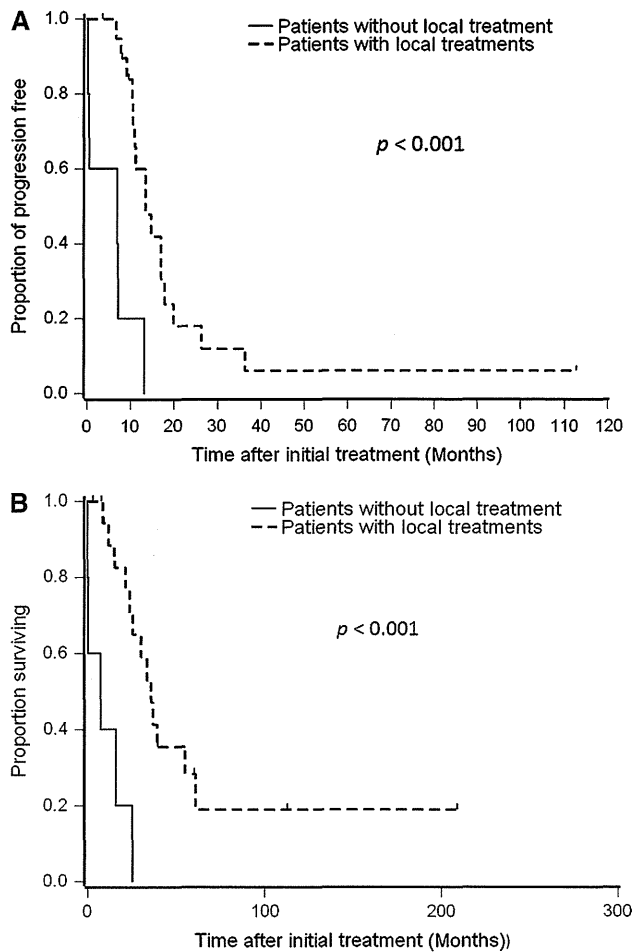 A
Patients without local treatment
Patients with local treatments
p < 0.001
Proportion of progression free
1.0
0.8
0.6
0.4
0.2
0.0
0 10 20 30 40 50 60 70 80 90 100 110 120
Time after initial treatment (Months)
B
Patients without local treatment
Patients with local treatments
p < 0.001
Proportion surviving
1.0
0.8
0.6
0.4
0.2
0.0
0 100 200 300
Time after initial treatment (Months))